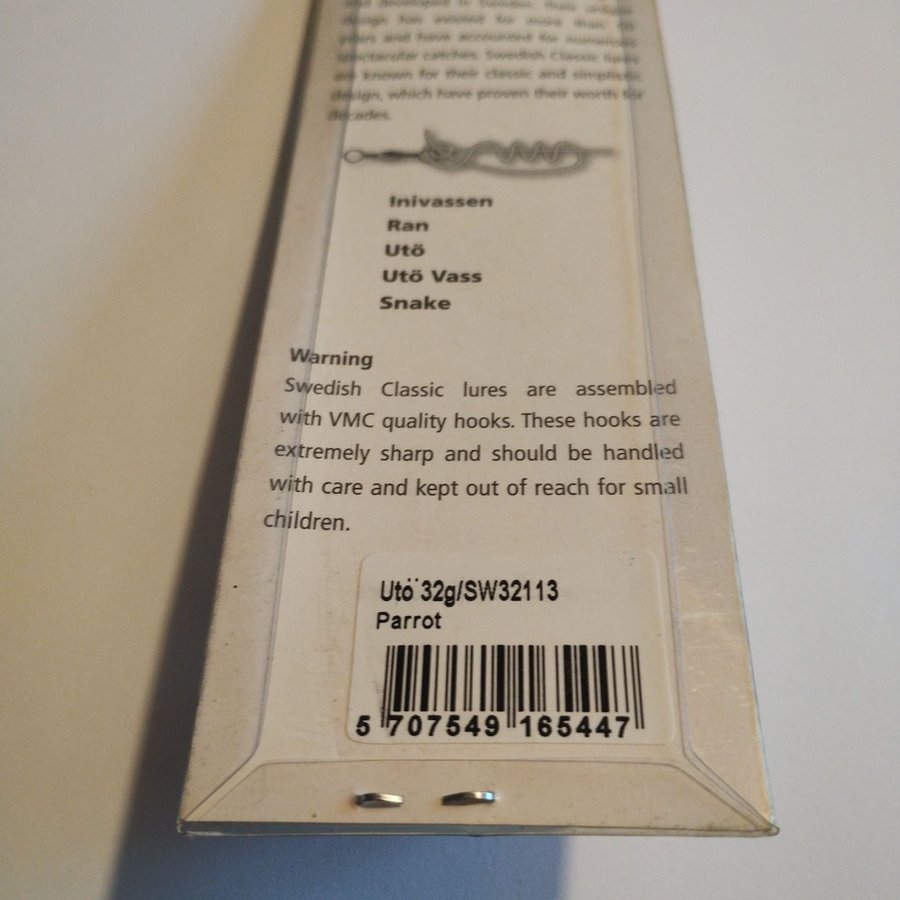 and developed in Sweden, their
design has existed for more than
years and have accounted for numerous
spectacular catches. Swedish Classic lures
are known for their classic and simplistic
design, which have proven their worth for
decades.
Inivassen
Ran
Utö
Utö Vass
Snake
Warning
Swedish Classic lures are assembled
with VMC quality hooks. These hooks are
extremely sharp and should be handled
with care and kept out of reach for small
children.
Utö 32g/SW32113
Parrot
5 707549 165447